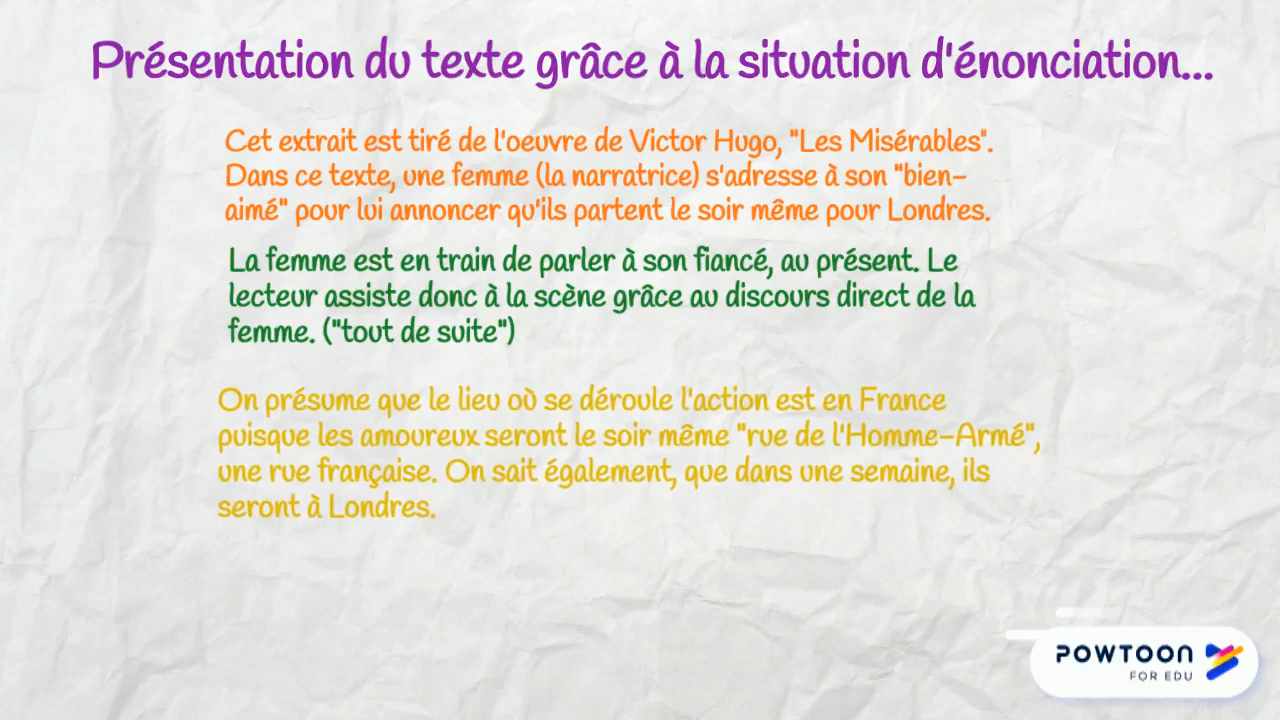 Présentation du texte grâce à la situation d'énonciation...
Cet extrait est tiré de l'oeuvre de Victor Hugo, "Les Misérables".
Dans ce texte, une femme (la narratrice) s'adresse à son "bien-
aimé" pour lui annoncer qu'ils partent le soir même pour Londres.
La femme est en train de parler à son fiancé, au présent. Le
lecteur assiste donc à la scène grâce au discours direct de la
femme. ("tout de suite")
On présume que le lieu où se déroule l'action est en France
puisque les amoureux seront le soir même "rue de l'Homme-Armé",
une rue française. On sait également, que dans une semaine, ils
seront à Londres.
POWTOON
FOR EDU